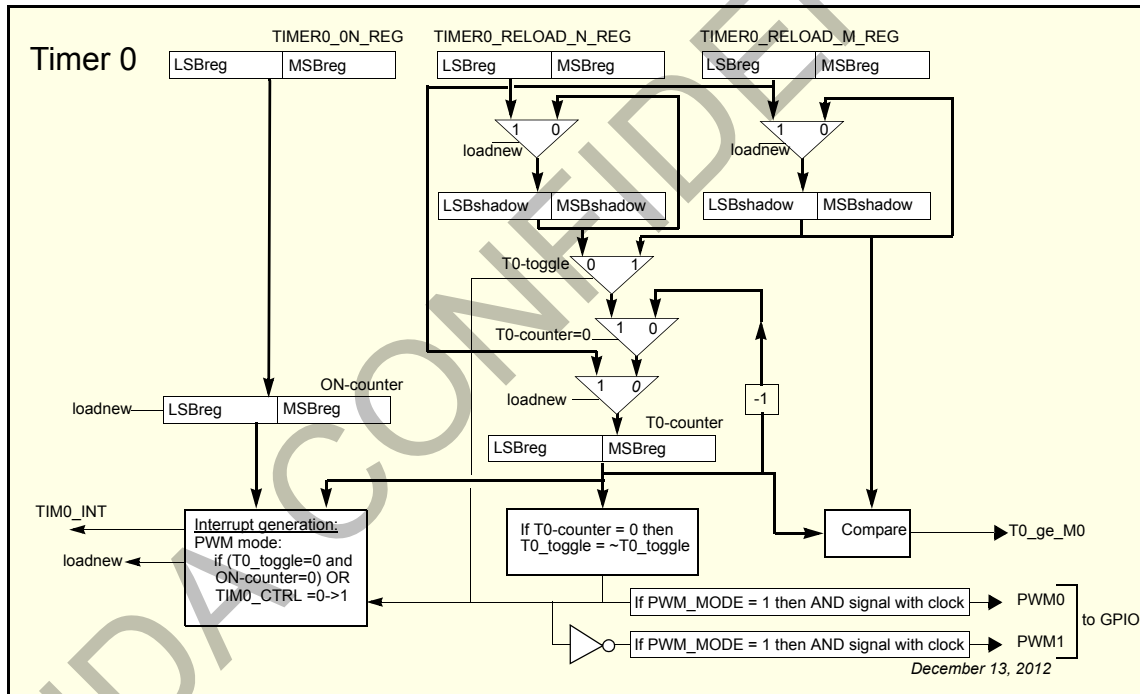 Timer 0
TIMER0_0N_REG
TIMER0_RELOAD_N_REG
TIMER0_RELOAD_M_REG
LSBreg MSBreg
LSBreg MSBreg
LSBreg MSBreg
1 0
loadnew
1 0
loadnew
LSBshadow MSBshadow
LSBshadow MSBshadow
T0-toggle
0 1
T0-counter=0
1 0
1 0
loadnew
-1
ON-counter
loadnew
LSBreg MSBreg
T0-counter
LSBreg MSBreg
TIM0_INT
loadnew
Interrupt generation:
PWM mode:
if (T0_toggle=0 and
ON-counter=0) OR
TIM0_CTRL =0->1
If T0-counter = 0 then
T0_toggle = ~T0_toggle
Compare
T0_ge_M0
If PWM_MODE = 1 then AND signal with clock
PWM0
If PWM_MODE = 1 then AND signal with clock
PWM1
to GPIO
December 13, 2012